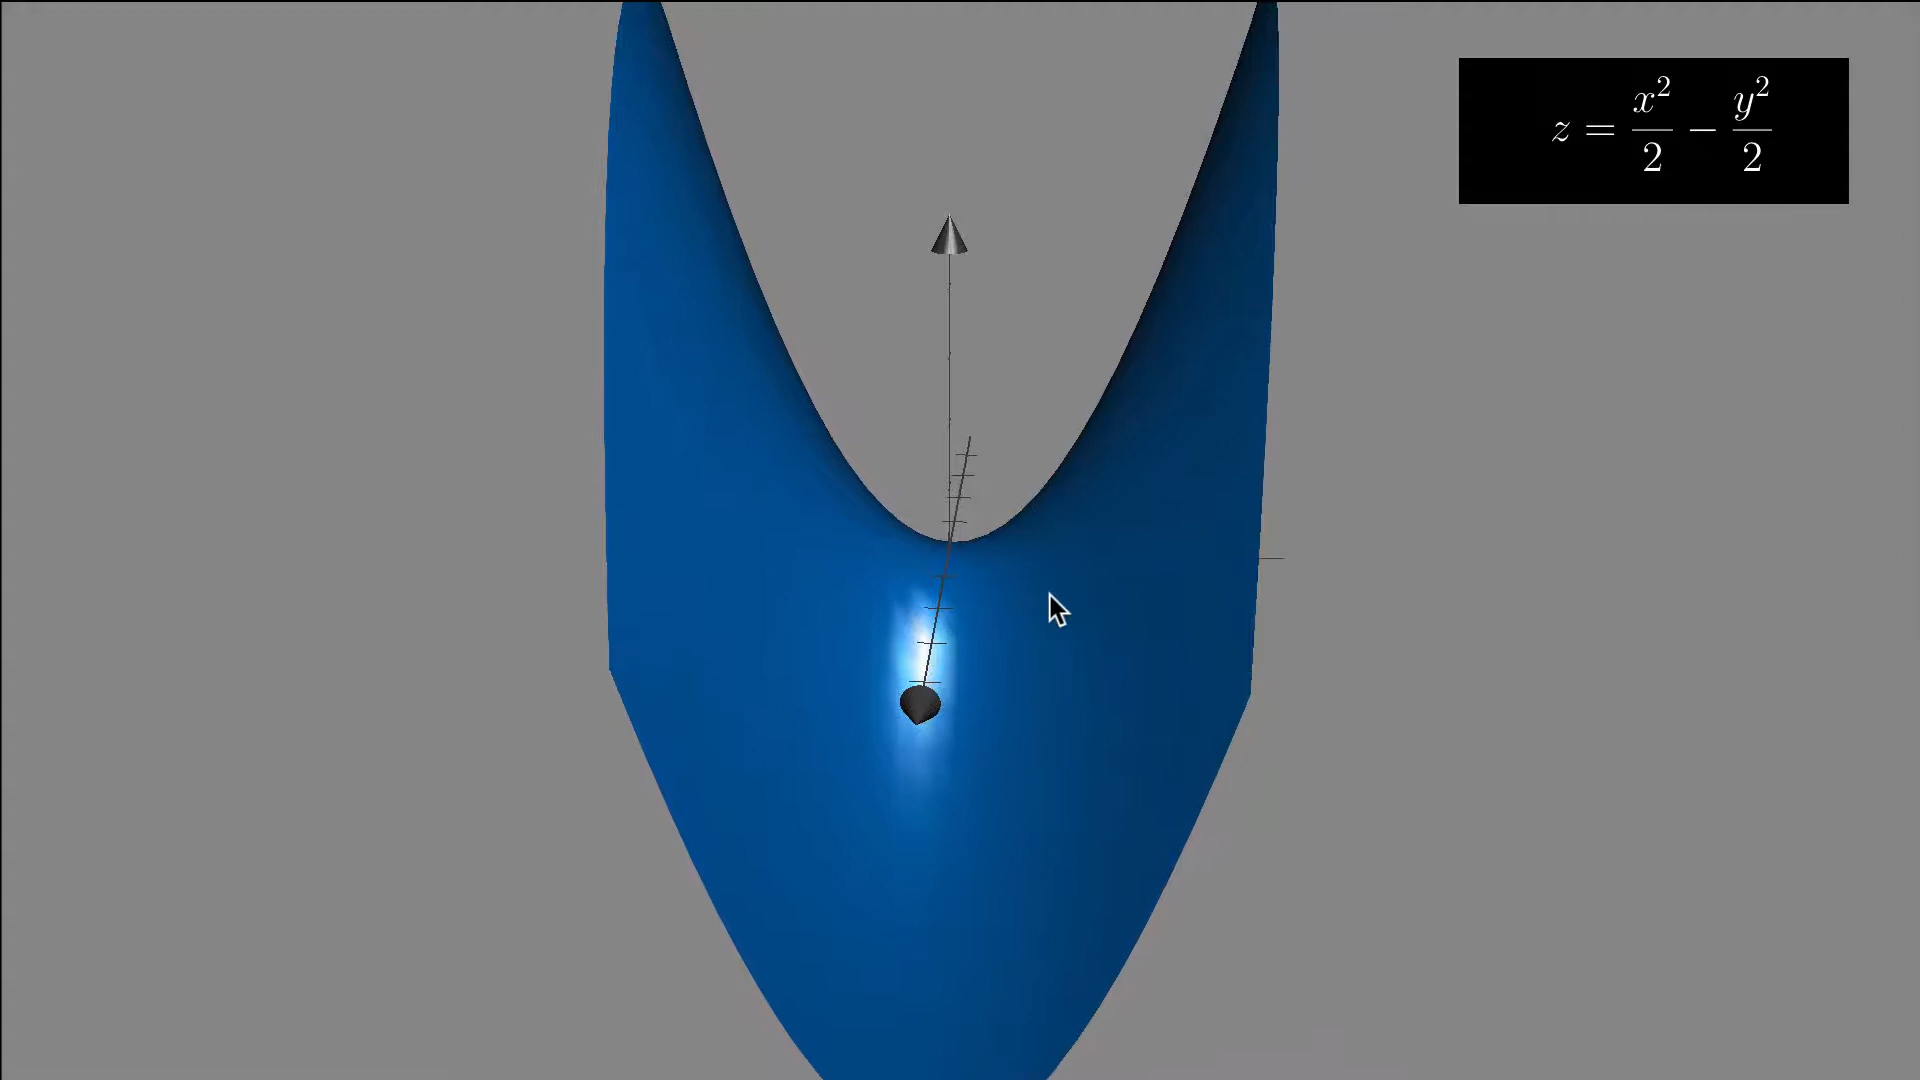 z = x²/2 − y²/2